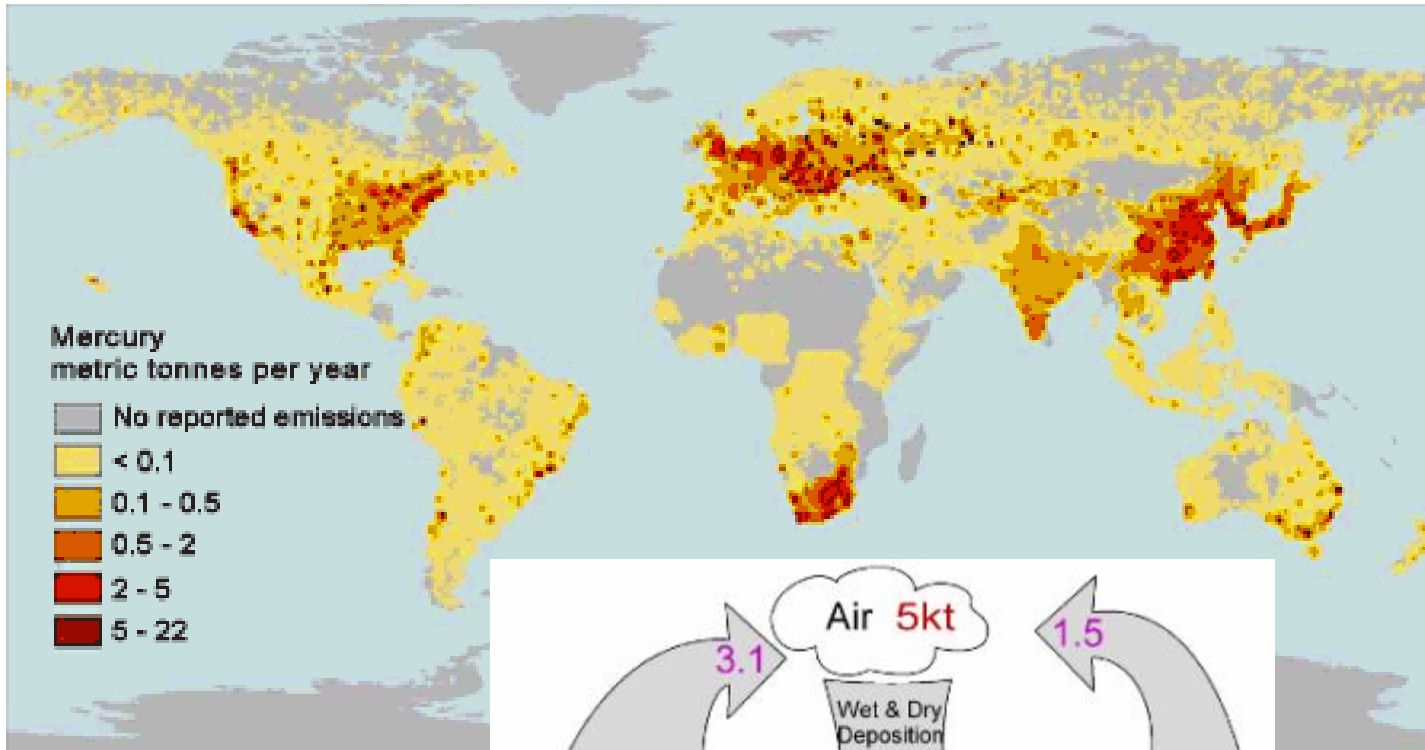 Mercury
metric tonnes per year
No reported emissions
< 0.1
0.1 - 0.5
0.5 - 2
2 - 5
5 - 22
Air 5kt
3.1
1.5
Wet & Dry
Deposition